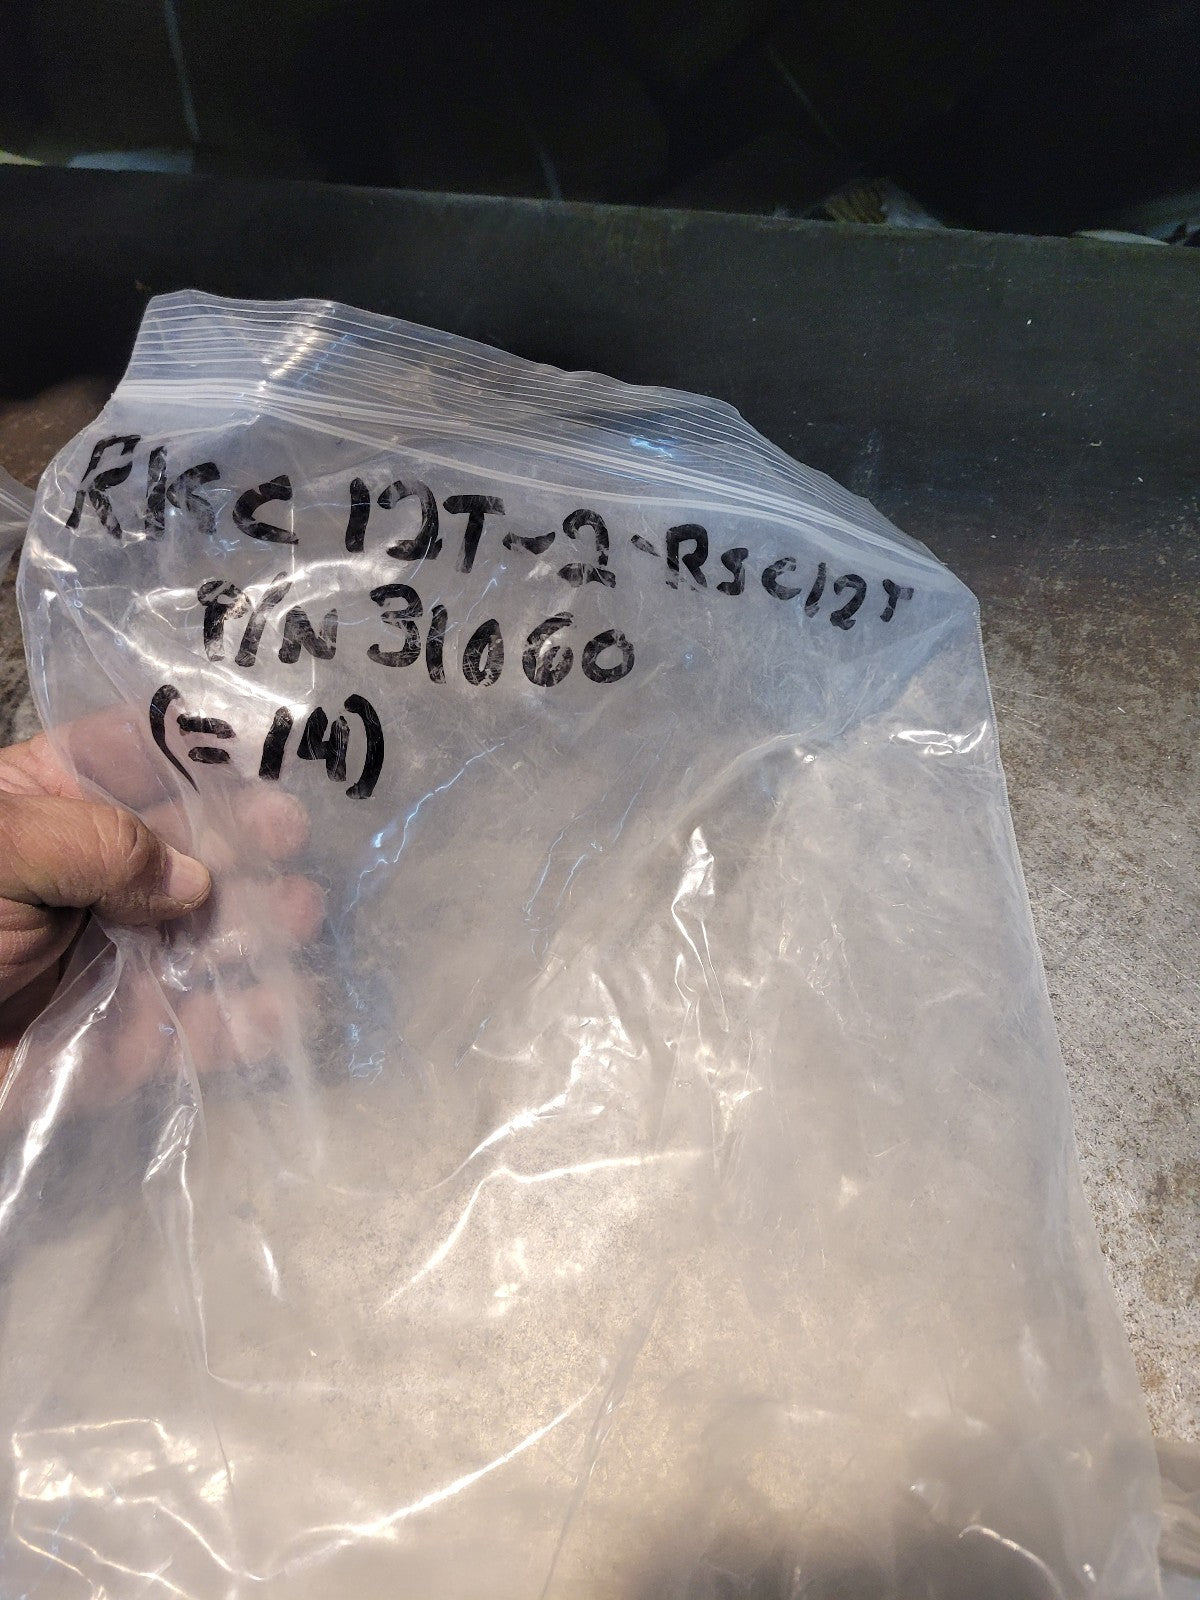 RKC 12T-2-RSC12T
P/N 31060
(=14)